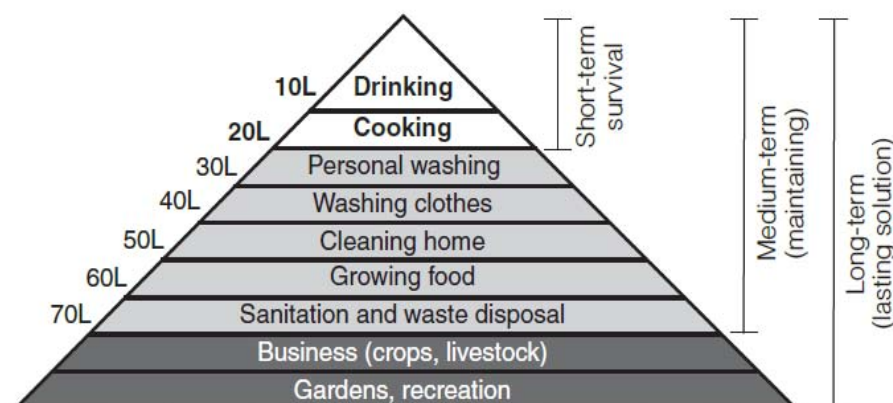 10L Drinking
20L Cooking
30L Personal washing
40L Washing clothes
50L Cleaning home
60L Growing food
70L Sanitation and waste disposal
Business (crops, livestock)
Gardens, recreation
Short-term
survival
Medium-term
(maintaining)
Long-term
(lasting solution)